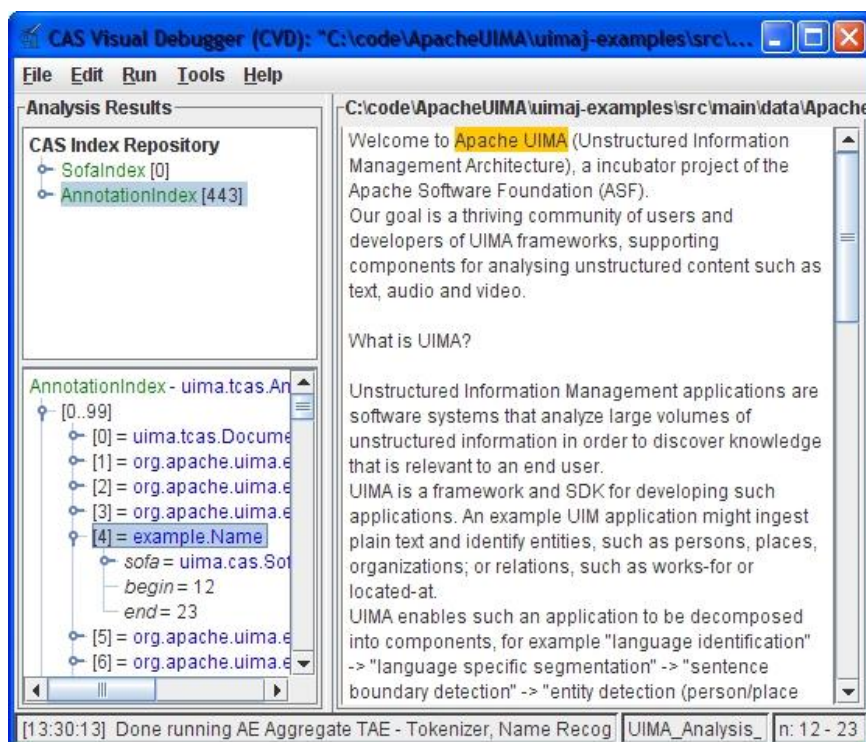 CAS Visual Debugger (CVD): "C:\code\ApacheUIMA\uimaj-examples\src\...
File Edit Run Tools Help
Analysis Results
CAS Index Repository
SofaIndex [0]
AnnotationIndex [443]
AnnotationIndex - uima.tcas.An
[0..99]
[0] = uima.tcas.Docume
[1] = org.apache.uima.e
[2] = org.apache.uima.e
[3] = org.apache.uima.e
[4] = example.Name
sofa = uima.cas.Sof
begin = 12
end = 23
[5] = org.apache.uima.e
[6] = org.apache.uima.e
C:\code\ApacheUIMA\uimaj-examples\src\main\data\Apache
Welcome to Apache UIMA (Unstructured Information
Management Architecture), a incubator project of the
Apache Software Foundation (ASF).
Our goal is a thriving community of users and
developers of UIMA frameworks, supporting
components for analysing unstructured content such as
text, audio and video.
What is UIMA?
Unstructured Information Management applications are
software systems that analyze large volumes of
unstructured information in order to discover knowledge
that is relevant to an end user.
UIMA is a framework and SDK for developing such
applications. An example UIM application might ingest
plain text and identify entities, such as persons, places,
organizations; or relations, such as works-for or
located-at.
UIMA enables such an application to be decomposed
into components, for example "language identification"
-> "language specific segmentation" -> "sentence
boundary detection" -> "entity detection (person/place
[13:30:13] Done running AE Aggregate TAE - Tokenizer, Name Recog
UIMA_Analysis_
n: 12 - 23